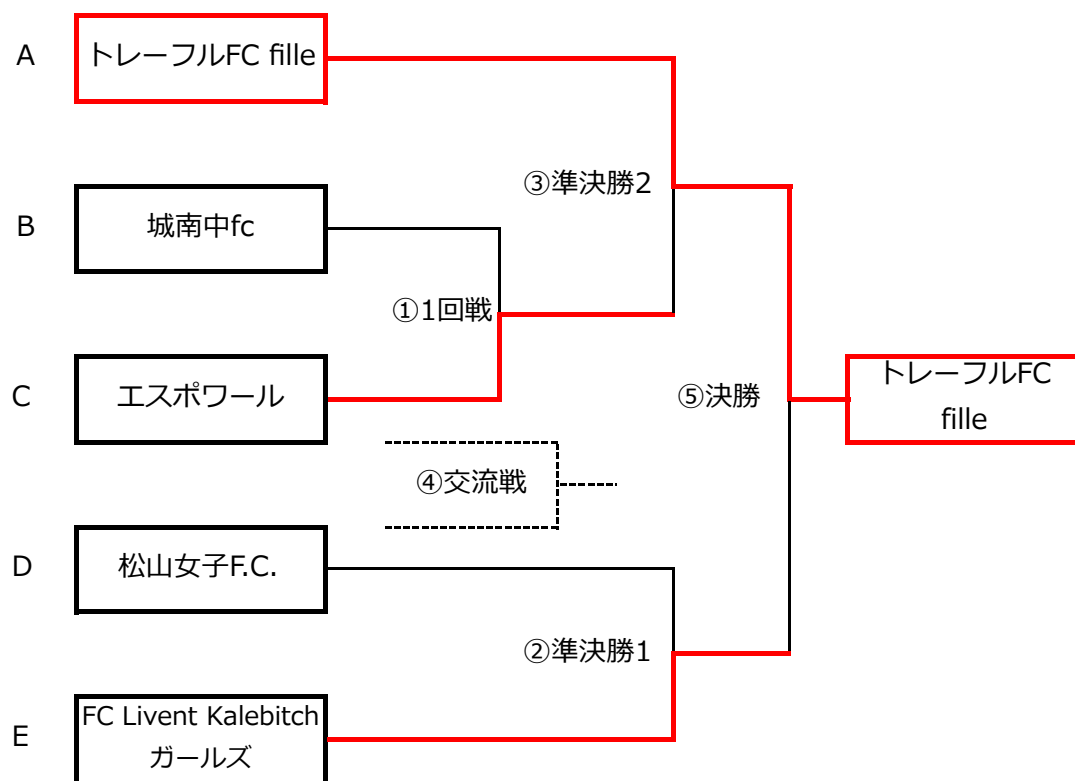 A
トレーフルFC fille
③準決勝2
B
城南中fc
①1回戦
C
エスポワール
⑤決勝
トレーフルFC
fille
④交流戦
D
松山女子F.C.
②準決勝1
E
FC Livent Kalebitch
ガールズ